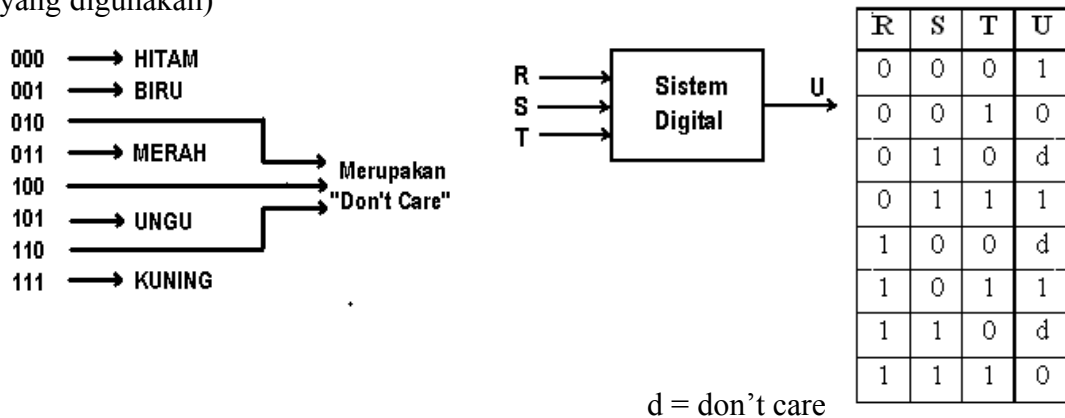 yang digunakan)
000 HITAM
001 BIRU
010
011 MERAH
100
101 UNGU
110
111 KUNING
Merupakan
"Don't Care"
R
S
T
Sistem
Digital
U
R S T U
0 0 0 1
0 0 1 0
0 1 0 d
0 1 1 1
1 0 0 d
1 0 1 1
1 1 0 d
1 1 1 0
d = don’t care